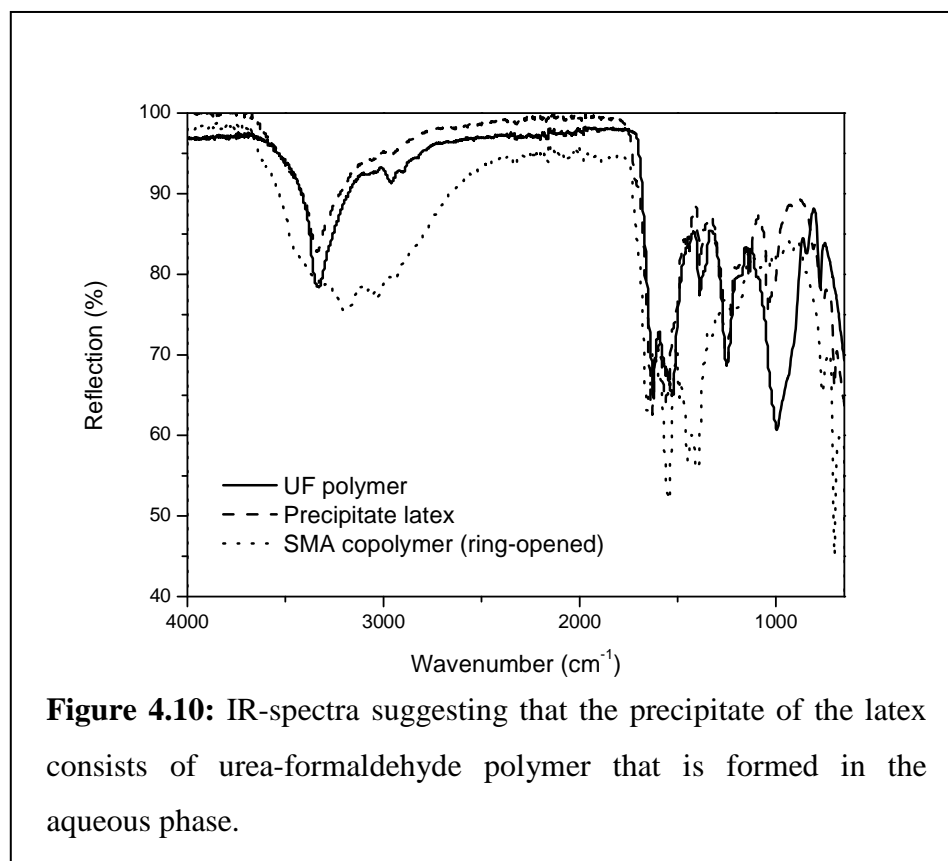 100
90
80
70
60
50
40
Reflection (%)
UF polymer
Precipitate latex
SMA copolymer (ring-opened)
4000
3000
2000
1000
Wavenumber (cm⁻¹)
Figure 4.10: IR-spectra suggesting that the precipitate of the latex
consists of urea-formaldehyde polymer that is formed in the
aqueous phase.